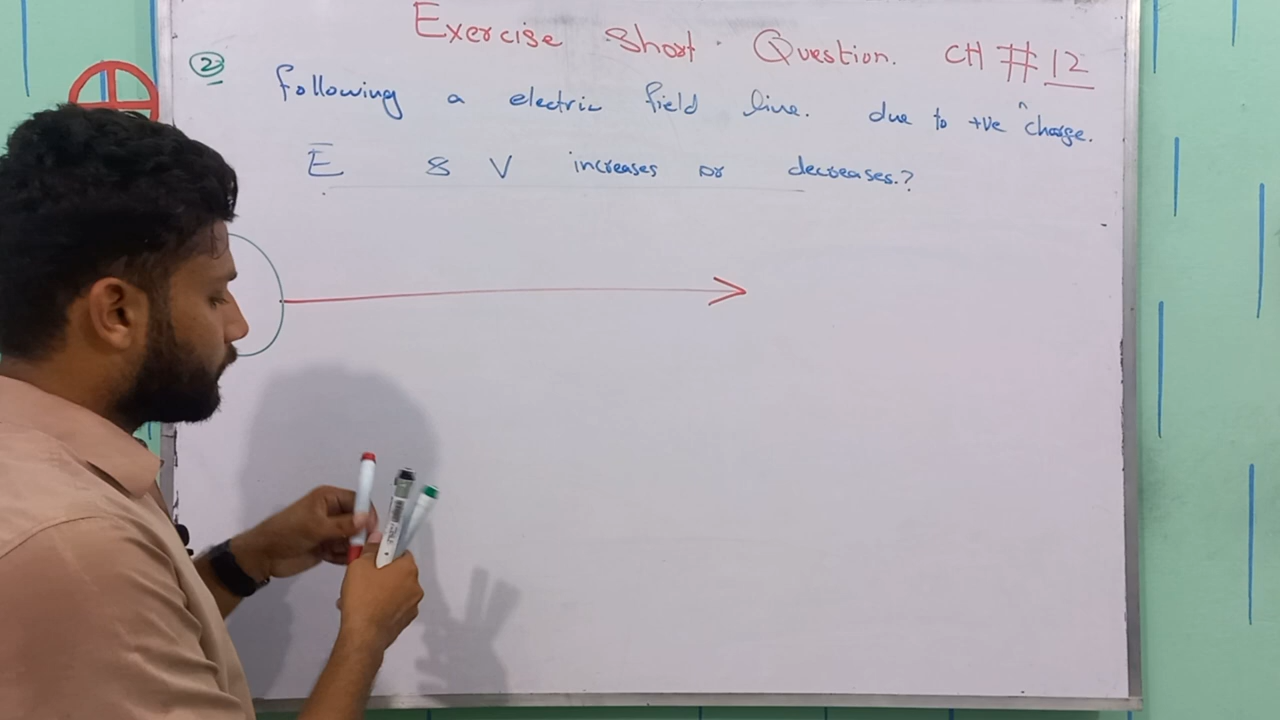 Exercise Short Question. CH # 12
2 following a electric field line. due to +ve charge.
E & V increases or decreases.?